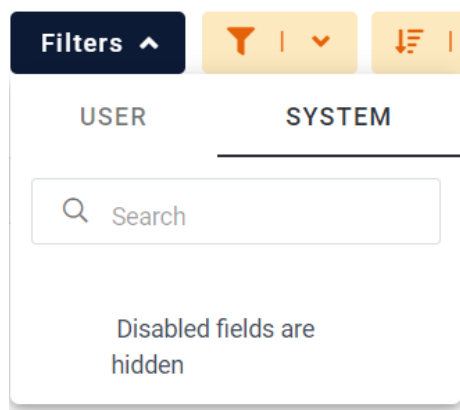 Filters
USER SYSTEM
Search
Disabled fields are
hidden